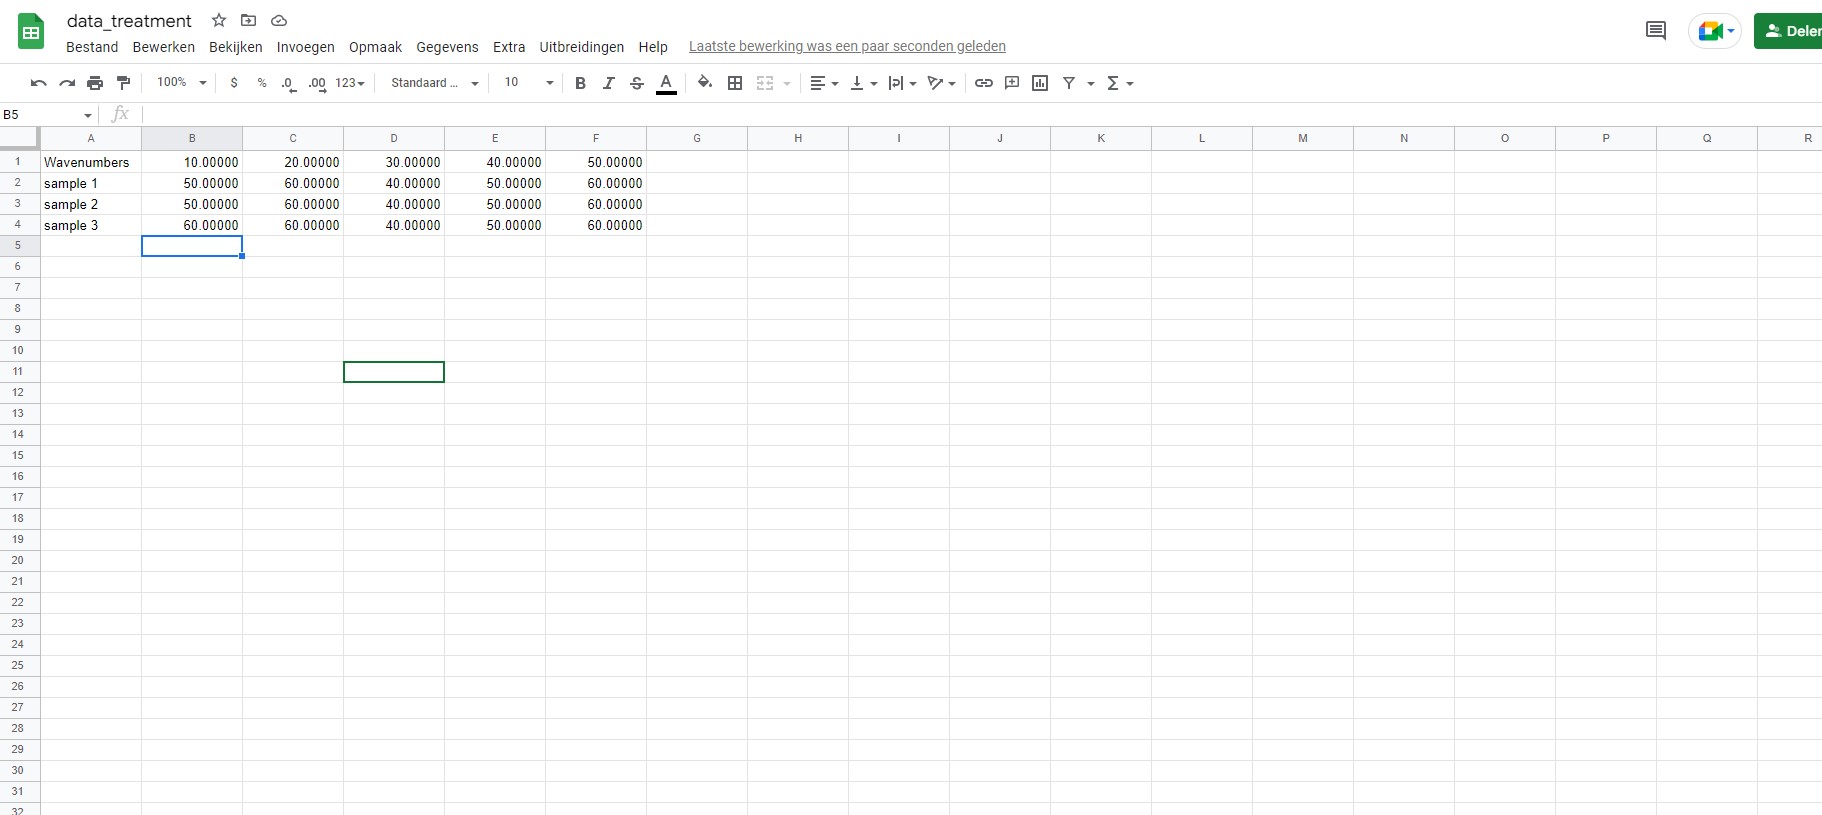 data_treatment
Bestand Bewerken Bekijken Invoegen Opmaak Gegevens Extra Uitbreidingen Help Laatste bewerking was een paar seconden geleden
Delen
100% $ % .0 .00 123 Standaard ... 10 B I S A
B5 fx
A B C D E F G H I J K L M N O P Q R
1 Wavenumbers 10.00000 20.00000 30.00000 40.00000 50.00000
2 sample 1 50.00000 60.00000 40.00000 50.00000 60.00000
3 sample 2 50.00000 60.00000 40.00000 50.00000 60.00000
4 sample 3 60.00000 60.00000 40.00000 50.00000 60.00000
5
6
7
8
9
10
11
12
13
14
15
16
17
18
19
20
21
22
23
24
25
26
27
28
29
30
31
32